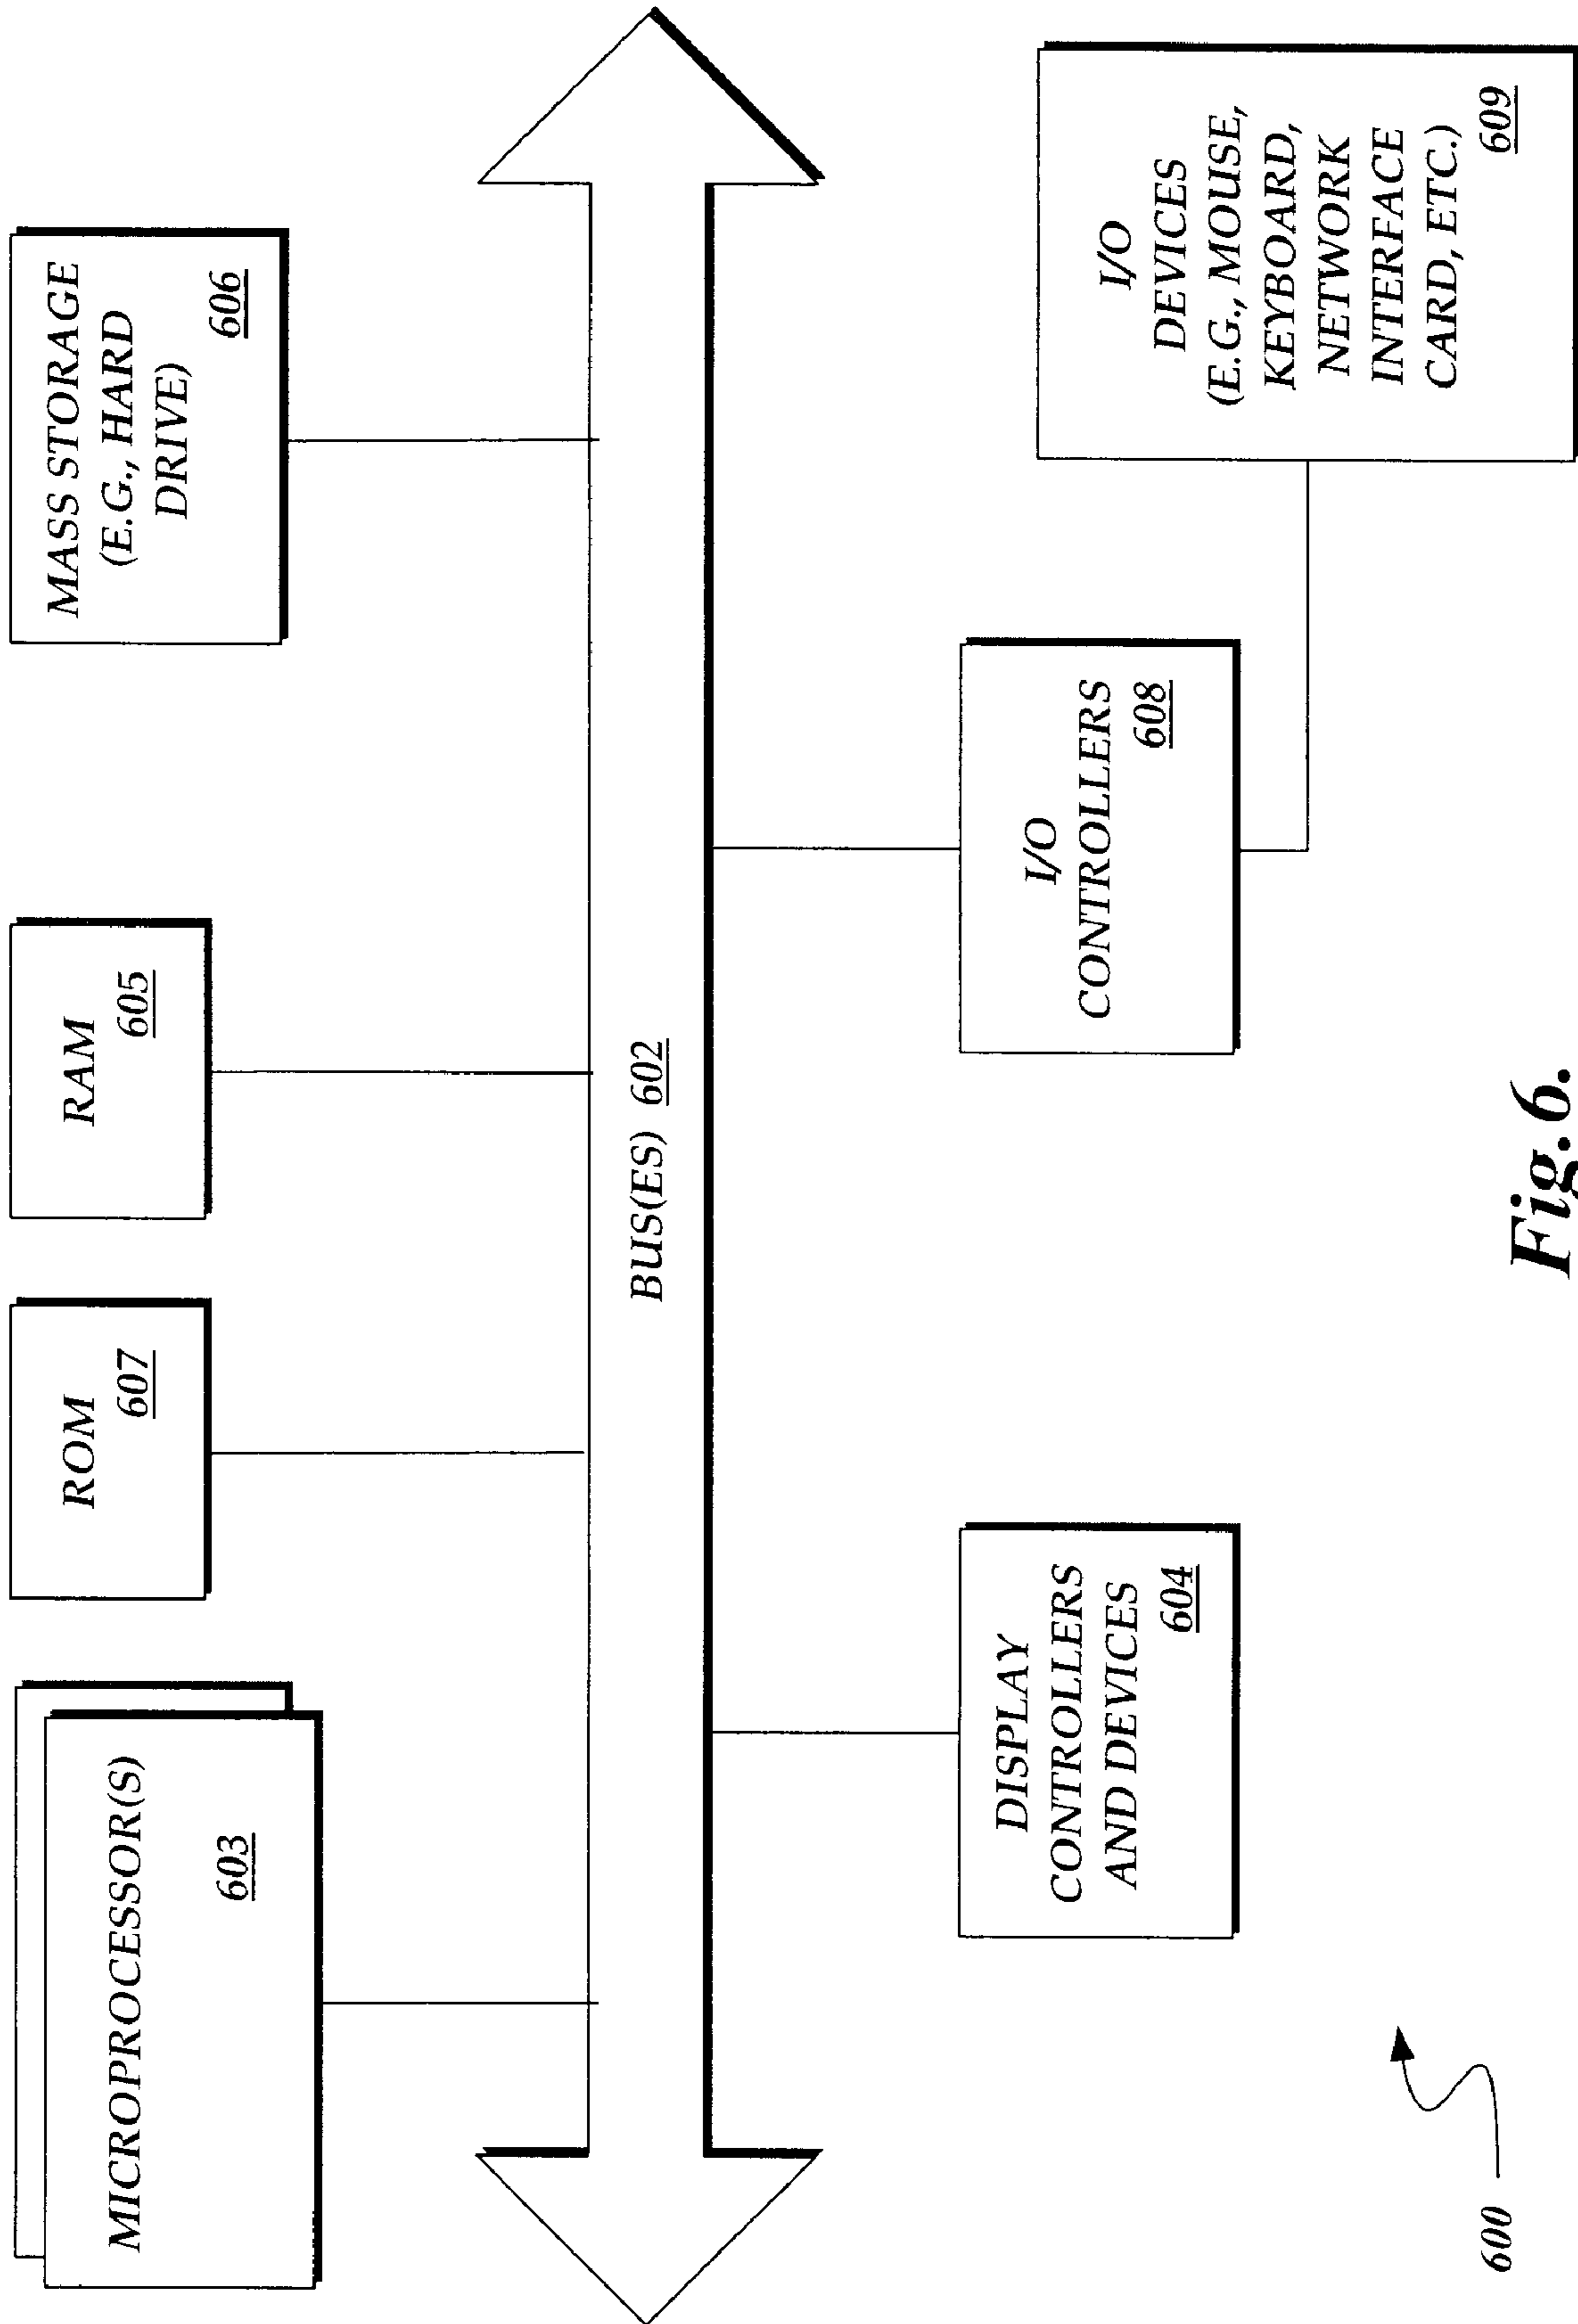 MICROPROCESSOR(S)
603
ROM
607
RAM
605
MASS STORAGE
(E.G., HARD
DRIVE)
606
BUS(ES) 602
DISPLAY
CONTROLLERS
AND DEVICES
604
I/O
CONTROLLERS
608
I/O
DEVICES
(E.G., MOUSE,
KEYBOARD,
NETWORK
INTERFACE
CARD, ETC.)
609
600
Fig.6.